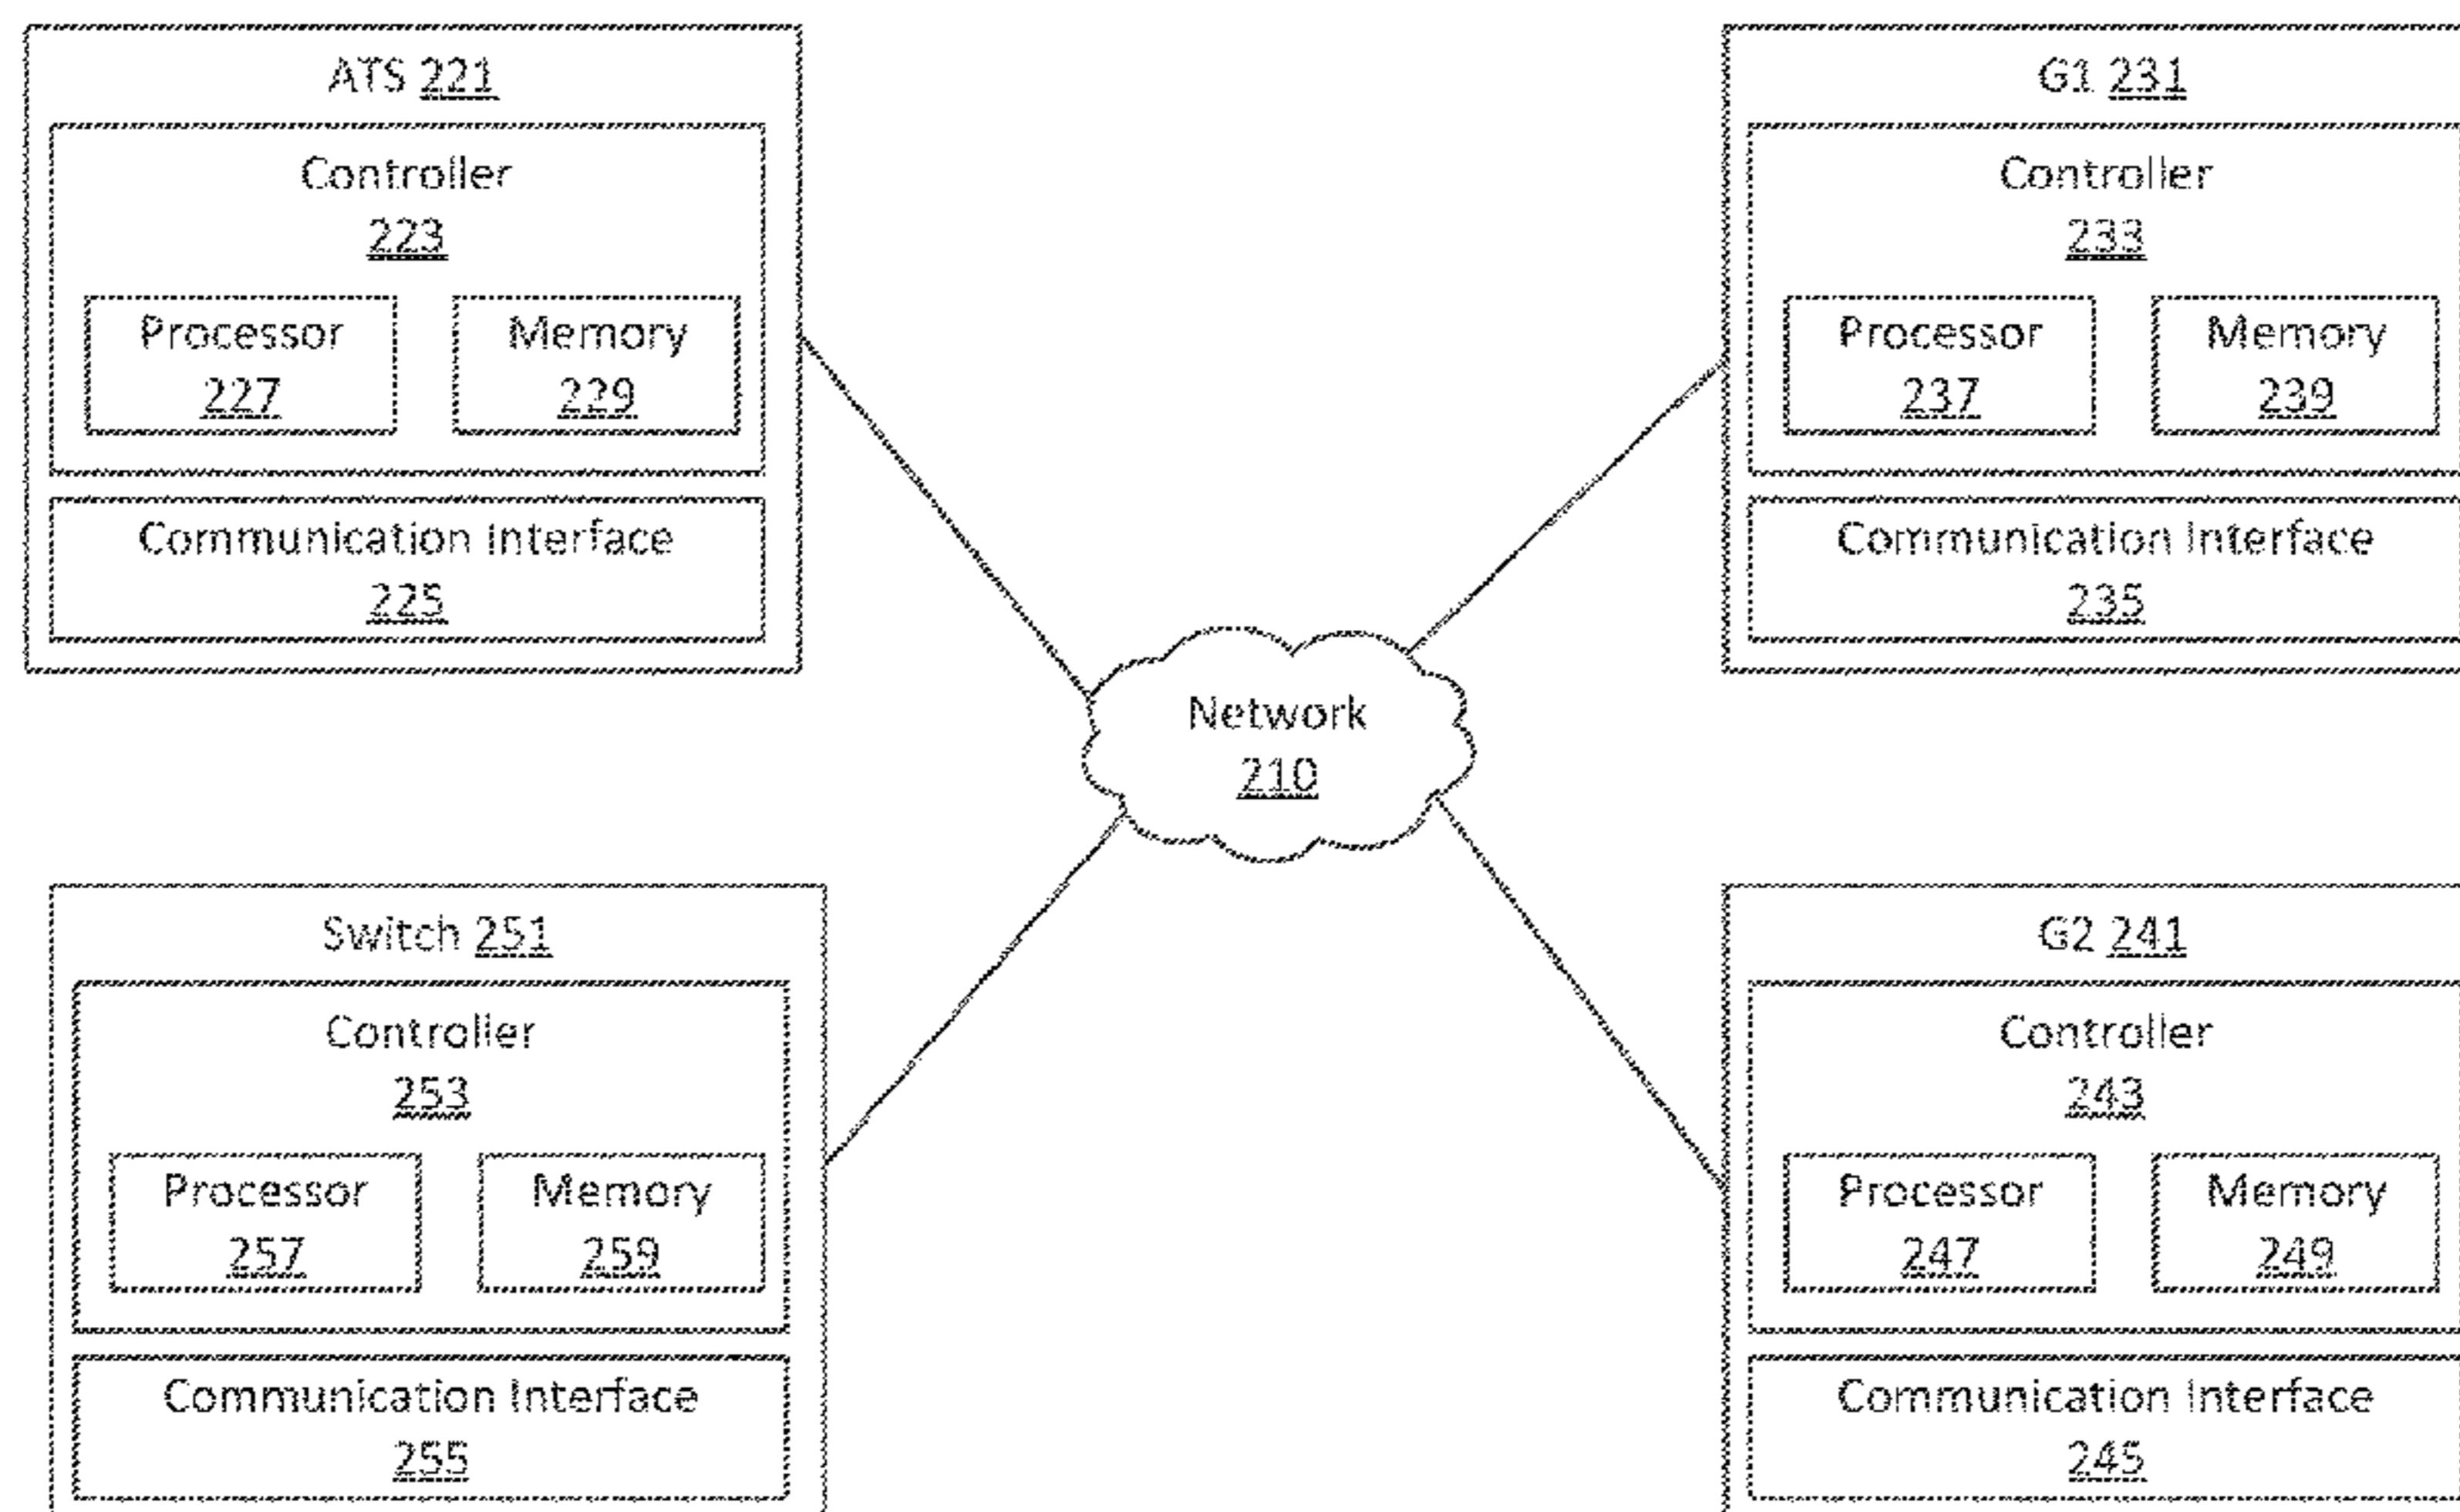 ATS 221
Controller
223
Processor
227
Memory
229
Communication Interface
225
G1 231
Controller
233
Processor
237
Memory
239
Communication Interface
235
Network
210
Switch 251
Controller
253
Processor
257
Memory
259
Communication Interface
255
G2 241
Controller
243
Processor
247
Memory
249
Communication Interface
245